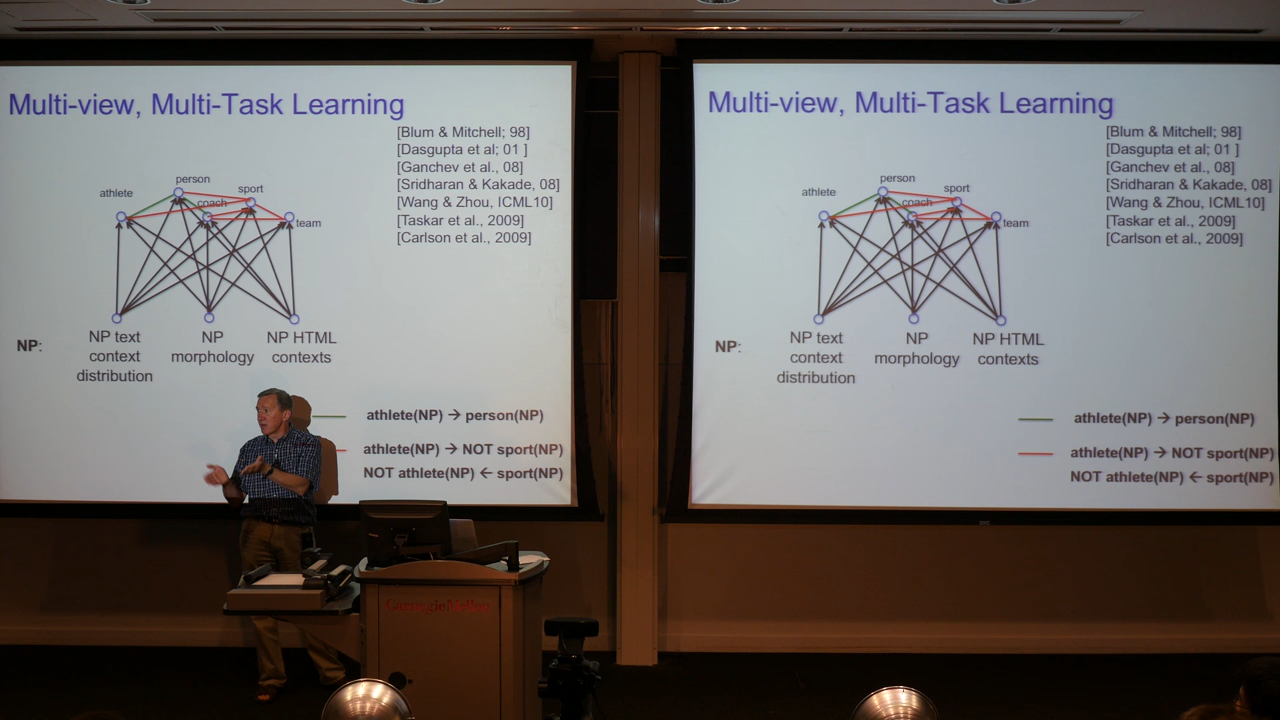 Multi-view, Multi-Task Learning
[Blum & Mitchell; 98]
[Dasgupta et al; 01 ]
[Ganchev et al., 08]
[Sridharan & Kakade, 08]
[Wang & Zhou, ICML10]
[Taskar et al., 2009]
[Carlson et al., 2009]
person
athlete
sport
coach
team
NP:
NP text
context
distribution
NP
morphology
NP HTML
contexts
athlete(NP) → person(NP)
athlete(NP) → NOT sport(NP)
NOT athlete(NP) ← sport(NP)
Multi-view, Multi-Task Learning
[Blum & Mitchell; 98]
[Dasgupta et al; 01 ]
[Ganchev et al., 08]
[Sridharan & Kakade, 08]
[Wang & Zhou, ICML10]
[Taskar et al., 2009]
[Carlson et al., 2009]
person
athlete
sport
coach
team
NP:
NP text
context
distribution
NP
morphology
NP HTML
contexts
athlete(NP) → person(NP)
athlete(NP) → NOT sport(NP)
NOT athlete(NP) ← sport(NP)
Carnegie Mellon